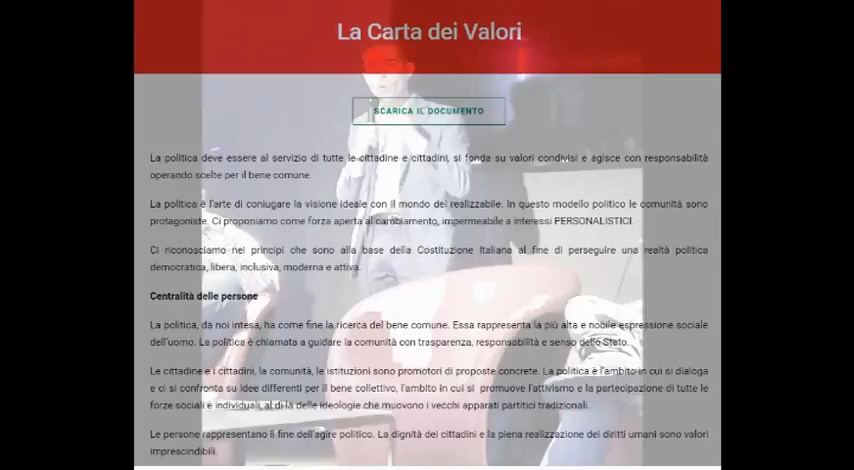 La Carta dei Valori
SCARICA IL DOCUMENTO
La politica deve essere al servizio di tutte le cittadine e cittadini, si fonda su valori condivisi e agisce con responsabilità
operando scelte per il bene comune.
La politica è l'arte di coniugare la visione ideale con il mondo del realizzabile. In questo modello politico le comunità sono
protagoniste. Ci proponiamo come forza aperta al cambiamento, impermeabile a interessi PERSONALISTICI.
Ci riconosciamo nei principi che sono alla base della Costituzione Italiana al fine di perseguire una realtà politica
democratica, libera, inclusiva, moderna e attiva.
Centralità delle persone
La politica, da noi intesa, ha come fine la ricerca del bene comune. Essa rappresenta la più alta e nobile espressione sociale
dell'uomo. La politica è chiamata a guidare la comunità con trasparenza, responsabilità e senso dello Stato.
Le cittadine e i cittadini, la comunità, le istituzioni sono promotori di proposte concrete. La politica è l'ambito in cui si dialoga
e ci si confronta su idee differenti per il bene collettivo, l'ambito in cui si promuove l'attivismo e la partecipazione di tutte le
forze sociali e individuali, al di là delle ideologie che muovono i vecchi apparati partitici tradizionali.
Le persone rappresentano il fine dell'agire politico. La dignità dei cittadini e la piena realizzazione dei diritti umani sono valori
imprescindibili.